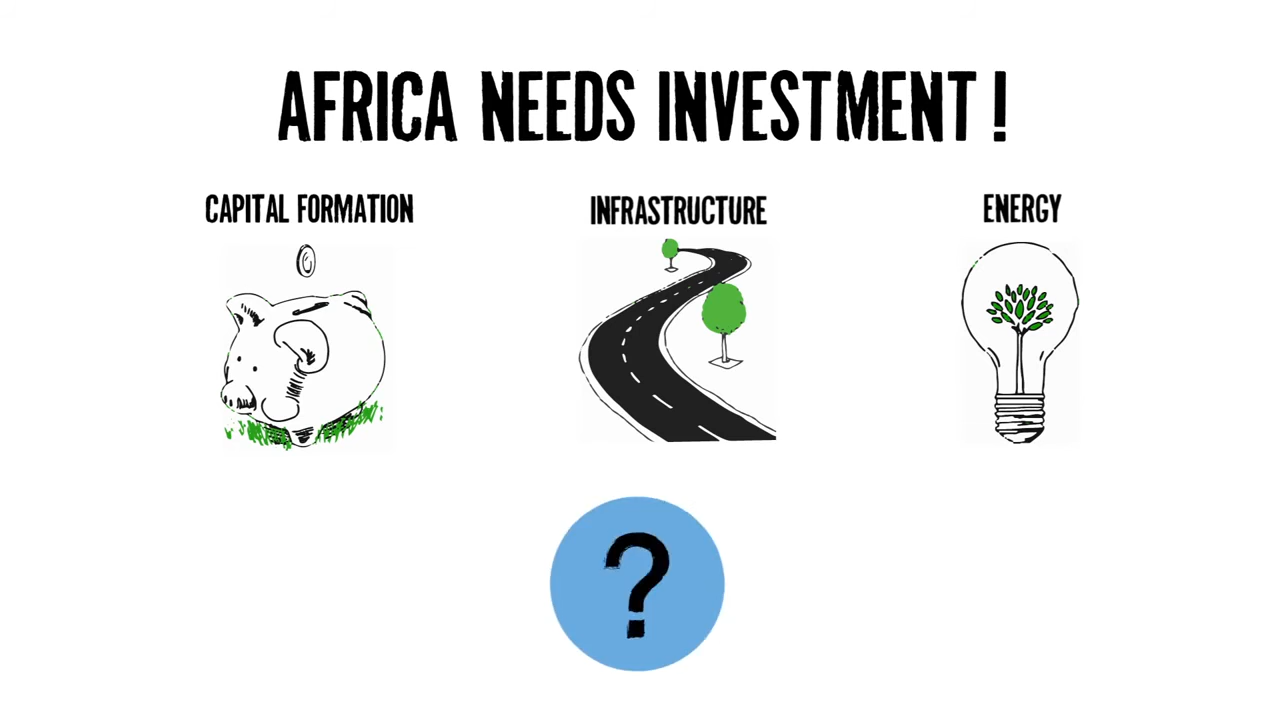 AFRICA NEEDS INVESTMENT !
CAPITAL FORMATION
INFRASTRUCTURE
ENERGY
?